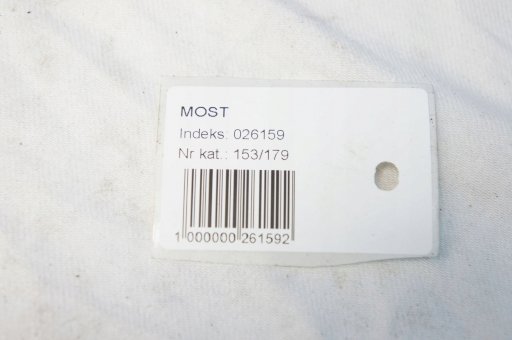 MOST
Indeks: 026159
Nr kat.: 153/179
1 000000 261592